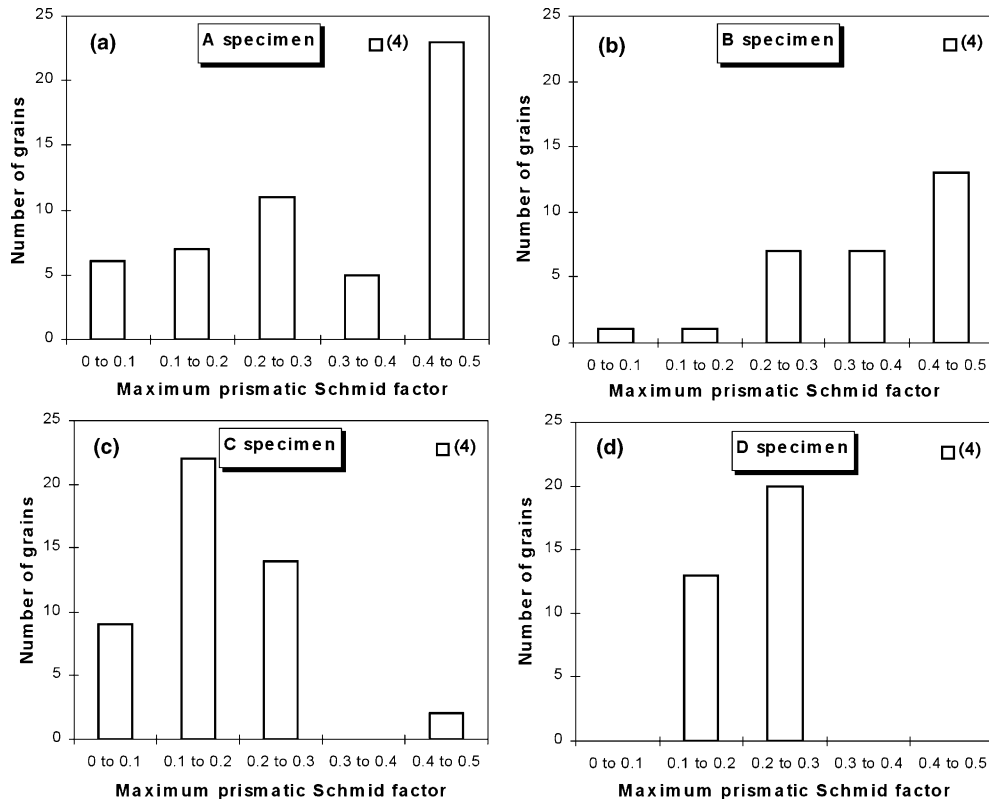 (a)
A specimen
(4)
Number of grains
25
20
15
10
5
0
0 to 0.1
0.1 to 0.2
0.2 to 0.3
0.3 to 0.4
0.4 to 0.5
Maximum prismatic Schmid factor
(b)
B specimen
(4)
Number of grains
25
20
15
10
5
0
0 to 0.1
0.1 to 0.2
0.2 to 0.3
0.3 to 0.4
0.4 to 0.5
Maximum prismatic Schmid factor
(c)
C specimen
(4)
Number of grains
25
20
15
10
5
0
0 to 0.1
0.1 to 0.2
0.2 to 0.3
0.3 to 0.4
0.4 to 0.5
Maximum prismatic Schmid factor
(d)
D specimen
(4)
Number of grains
25
20
15
10
5
0
0 to 0.1
0.1 to 0.2
0.2 to 0.3
0.3 to 0.4
0.4 to 0.5
Maximum prismatic Schmid factor